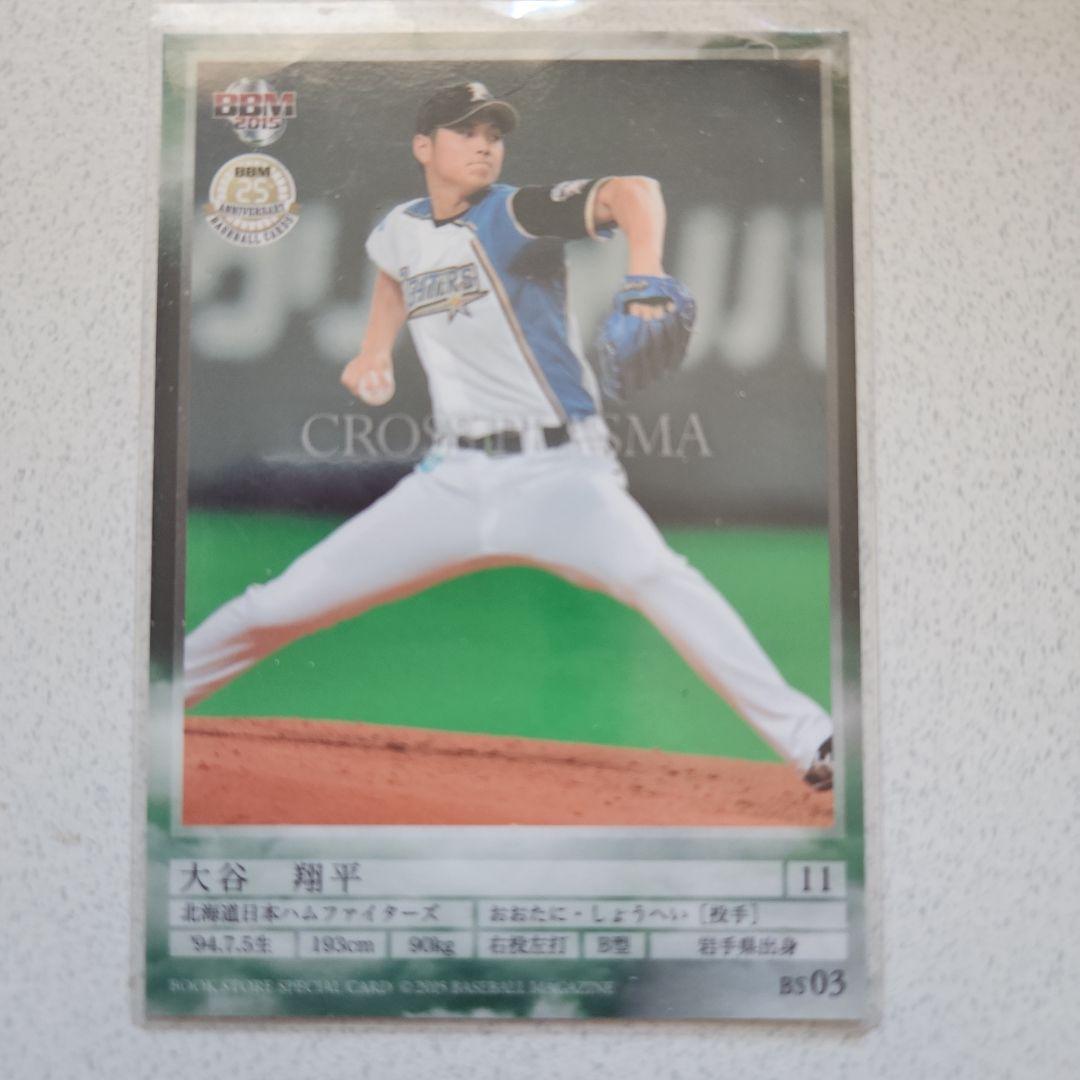 BBM
2015
BBM
25
ANNIVERSARY
BASEBALL CARDS
FIGHTERS
CROSS PLASMA
大谷 翔平 11
北海道日本ハムファイターズ おおたに・しょうへい［投手］
'94.7.5生 193cm 90kg 右投左打 B型 岩手県出身
BOOK STORE SPECIAL CARD ©2015 BASEBALL MAGAZINE
BS03